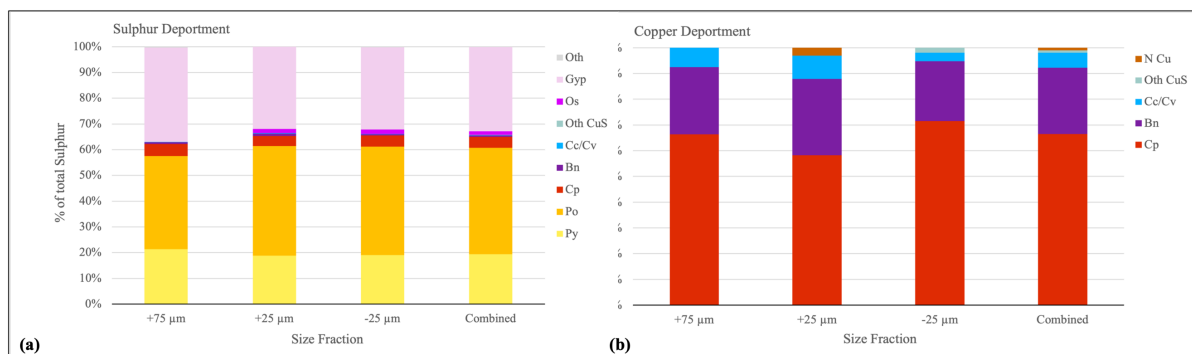 Sulphur Deportment
% of total Sulphur
100%
90%
80%
70%
60%
50%
40%
30%
20%
10%
0%
+75 µm
+25 µm
-25 µm
Combined
Size Fraction
Oth
Gyp
Os
Oth CuS
Cc/Cv
Bn
Cp
Po
Py
(a)
Copper Deportment
%
%
%
%
%
%
%
%
%
%
%
+75 µm
+25 µm
-25 µm
Combined
Size Fraction
N Cu
Oth CuS
Cc/Cv
Bn
Cp
(b)